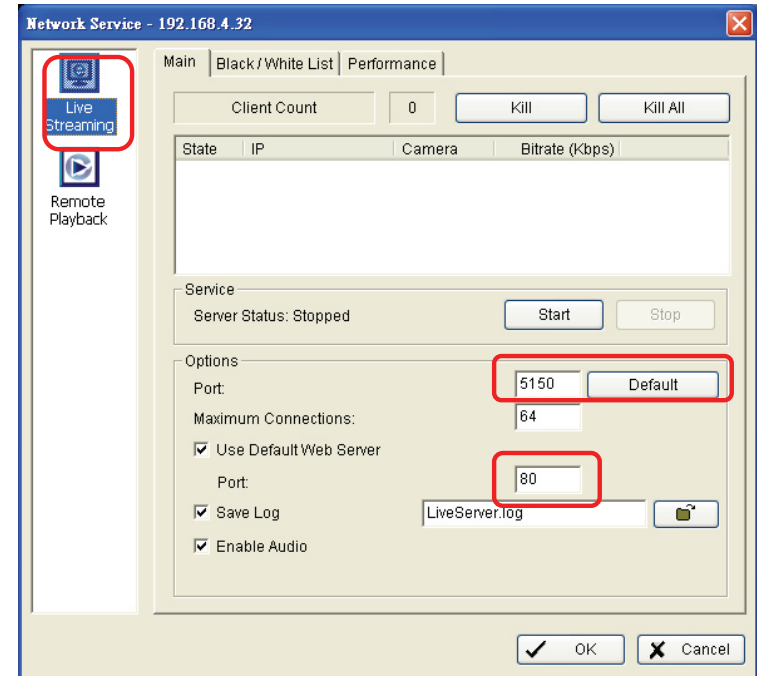 Network Service - 192.168.4.32
Live
Streaming
Remote
Playback
Main Black / White List Performance
Client Count 0 Kill Kill All
State IP Camera Bitrate (Kbps)
Service
Server Status: Stopped Start Stop
Options
Port: 5150 Default
Maximum Connections: 64
Use Default Web Server
Port: 80
Save Log LiveServer.log
Enable Audio
OK Cancel